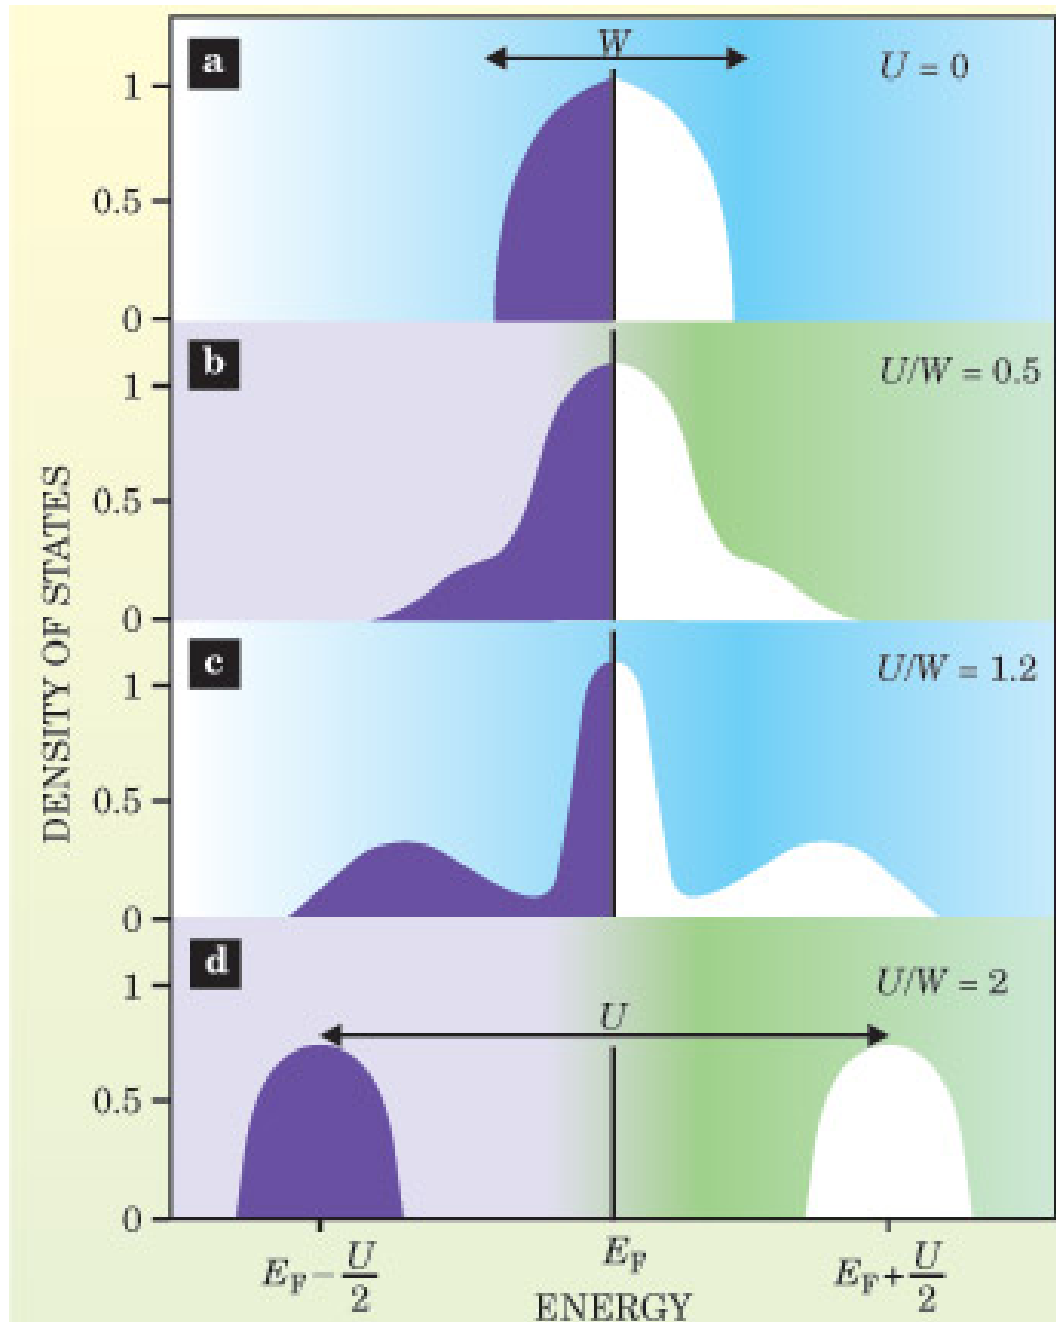 a
W
U = 0
1
0.5
0
b
U/W = 0.5
1
0.5
0
c
U/W = 1.2
1
0.5
0
d
U/W = 2
1
U
0.5
0
DENSITY OF STATES
E_F − U/2
E_F
E_F + U/2
ENERGY